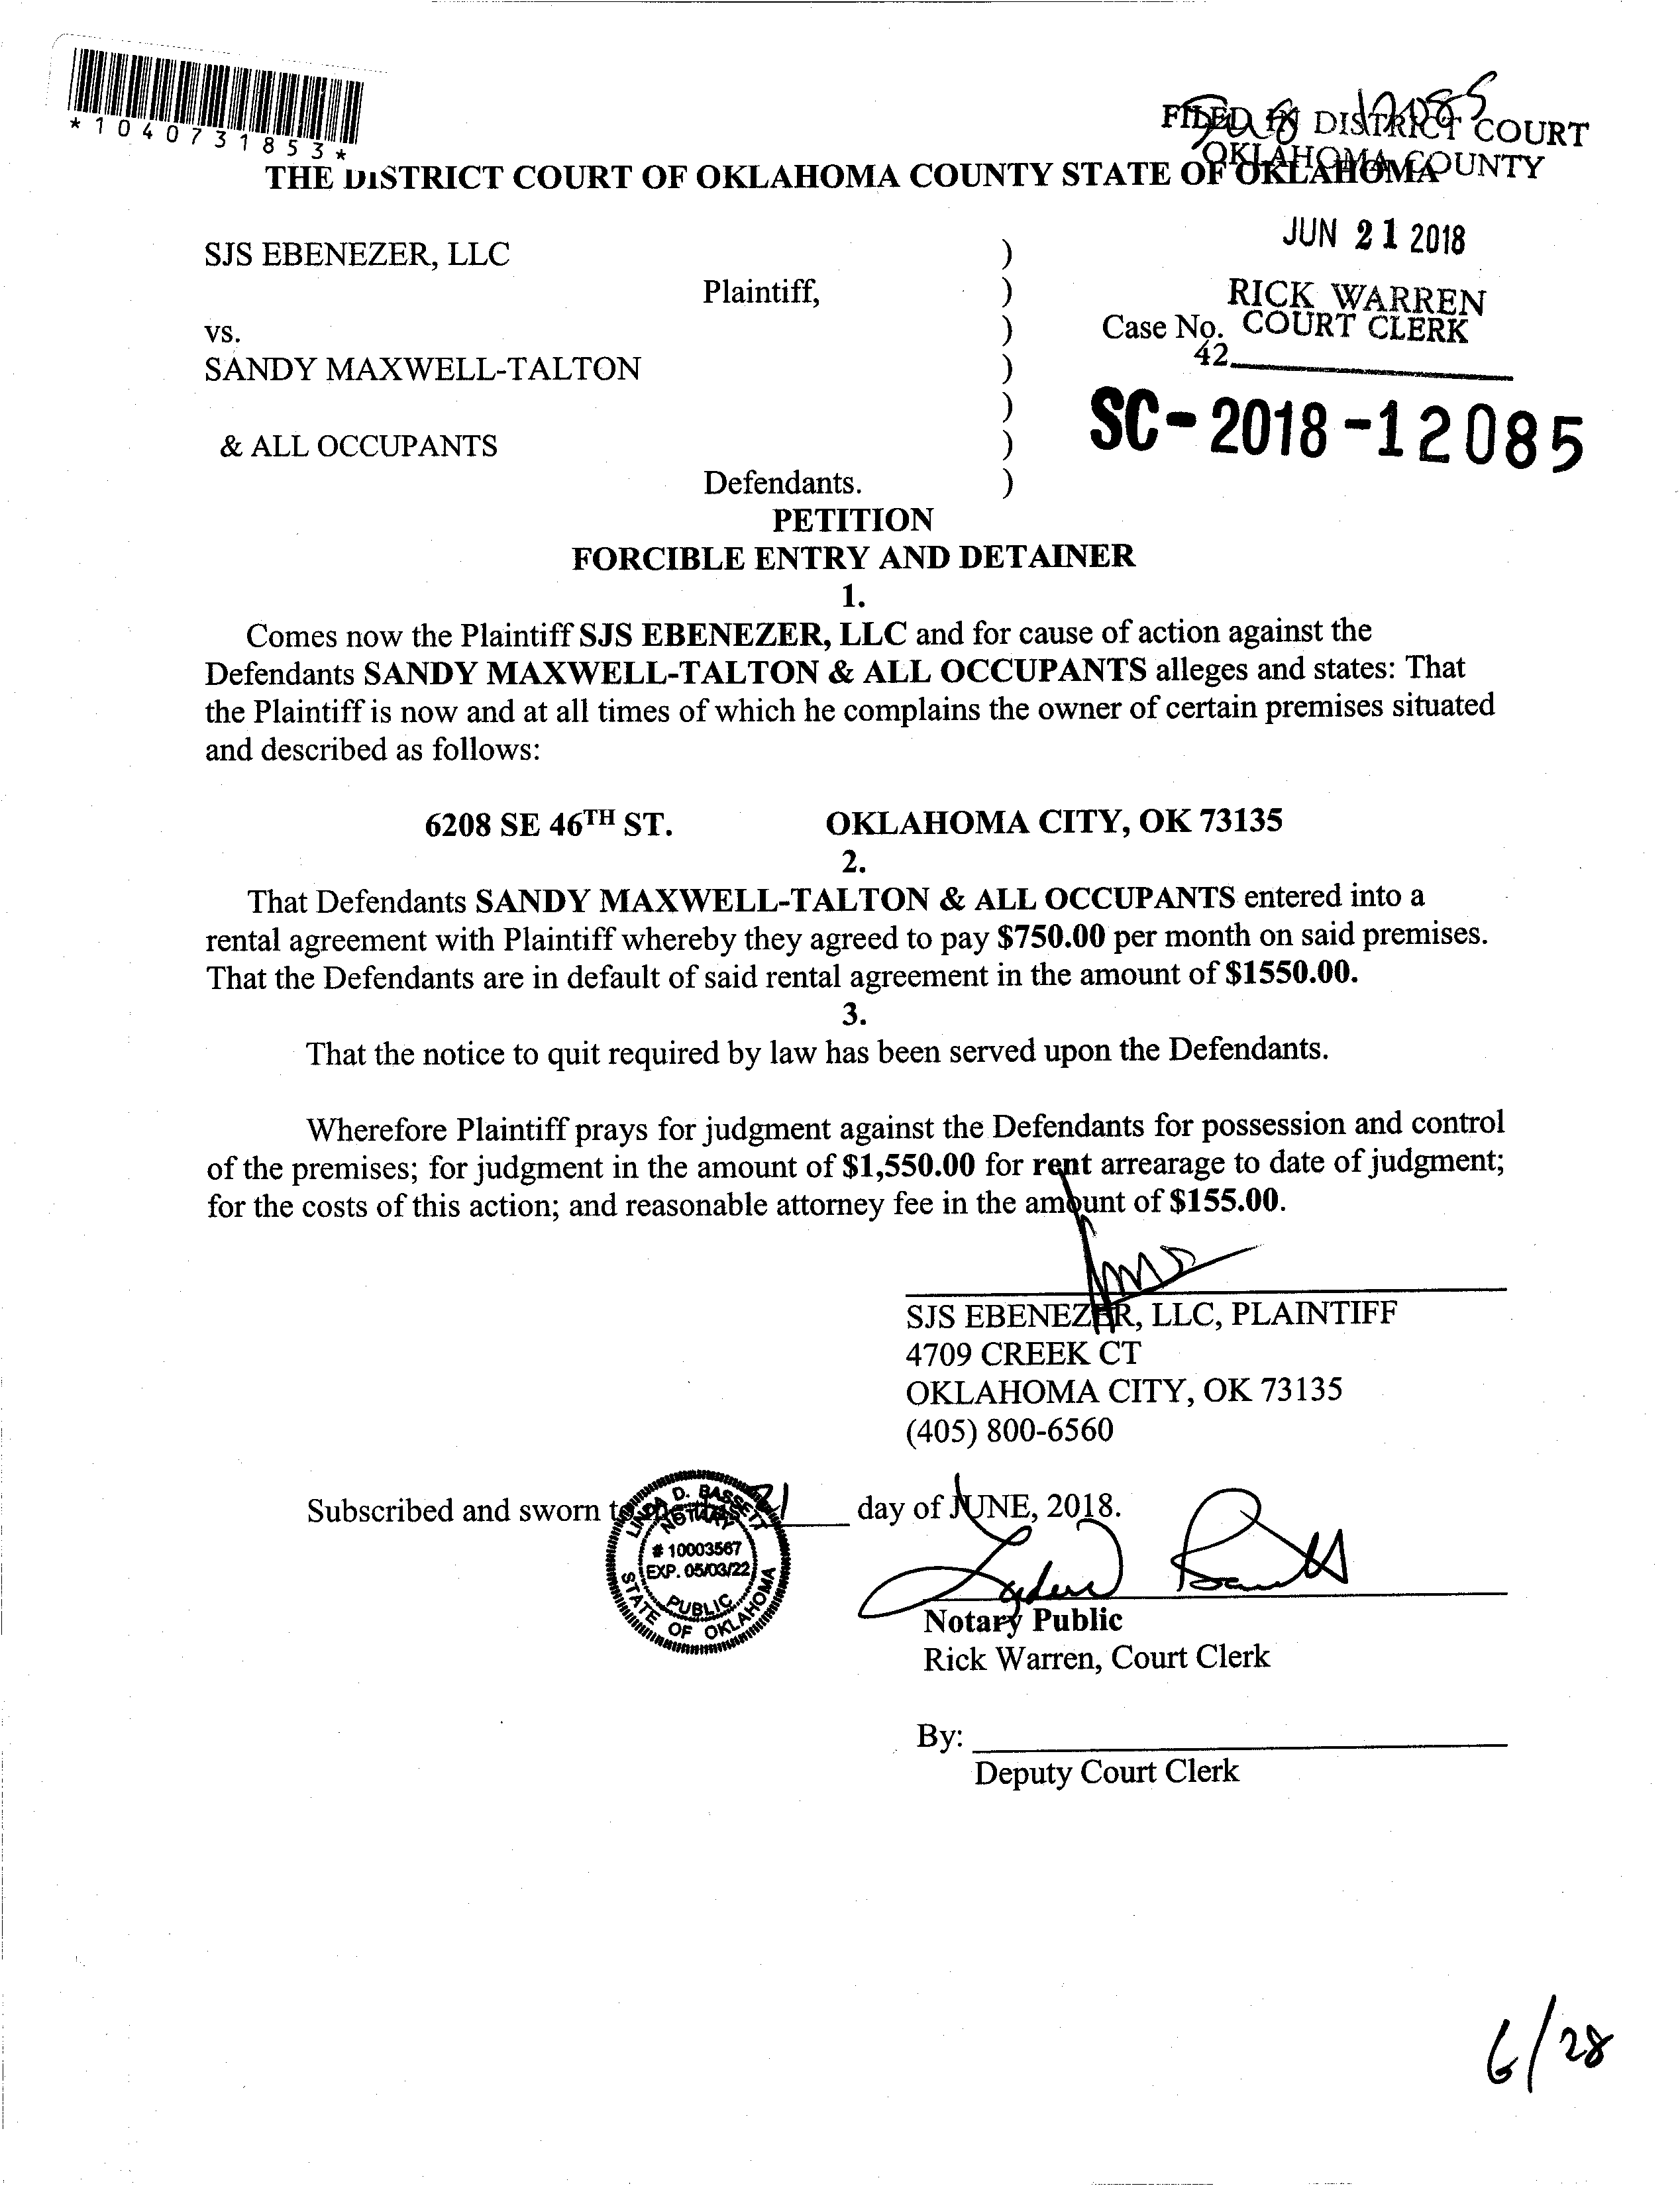 *1040731853*
2018 12085
FILED IN DISTRICT COURT
OKLAHOMA COUNTY
THE DISTRICT COURT OF OKLAHOMA COUNTY STATE OF OKLAHOMA
JUN 21 2018
SJS EBENEZER, LLC )
Plaintiff, )
RICK WARREN
vs. )
Case No. COURT CLERK
42
SANDY MAXWELL-TALTON )
)
SC-2018-12085
& ALL OCCUPANTS )
Defendants. )
PETITION
FORCIBLE ENTRY AND DETAINER
1.
Comes now the Plaintiff SJS EBENEZER, LLC and for cause of action against the
Defendants SANDY MAXWELL-TALTON & ALL OCCUPANTS alleges and states: That
the Plaintiff is now and at all times of which he complains the owner of certain premises situated
and described as follows:
6208 SE 46TH ST. OKLAHOMA CITY, OK 73135
2.
That Defendants SANDY MAXWELL-TALTON & ALL OCCUPANTS entered into a
rental agreement with Plaintiff whereby they agreed to pay $750.00 per month on said premises.
That the Defendants are in default of said rental agreement in the amount of $1550.00.
3.
That the notice to quit required by law has been served upon the Defendants.
Wherefore Plaintiff prays for judgment against the Defendants for possession and control
of the premises; for judgment in the amount of $1,550.00 for rent arrearage to date of judgment;
for the costs of this action; and reasonable attorney fee in the amount of $155.00.
SJS EBENEZER, LLC, PLAINTIFF
4709 CREEK CT
OKLAHOMA CITY, OK 73135
(405) 800-6560
Subscribed and sworn to 21 day of JUNE, 2018.
LINDA D. BASSETT
NOTARY
# 10003567
EXP. 05/03/22
PUBLIC
STATE OF OKLAHOMA
Notary Public
Rick Warren, Court Clerk
By:
Deputy Court Clerk
6/28